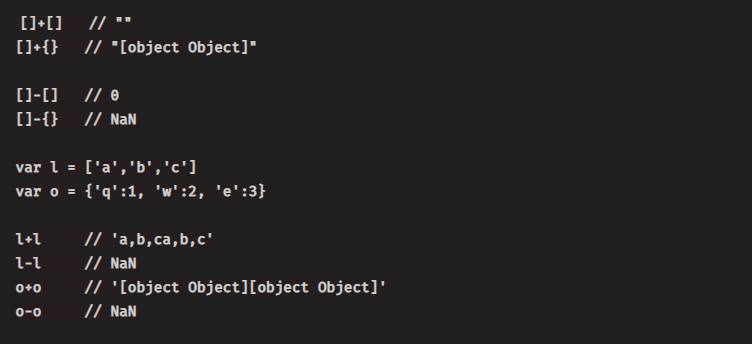 []+[]   // ""
[]+{}   // "[object Object]"
[]-[]   // 0
[]-{}   // NaN
var l = ['a','b','c']
var o = {'q':1, 'w':2, 'e':3}
l+l     // 'a,b,ca,b,c'
l-l     // NaN
o+o     // '[object Object][object Object]'
o-o     // NaN